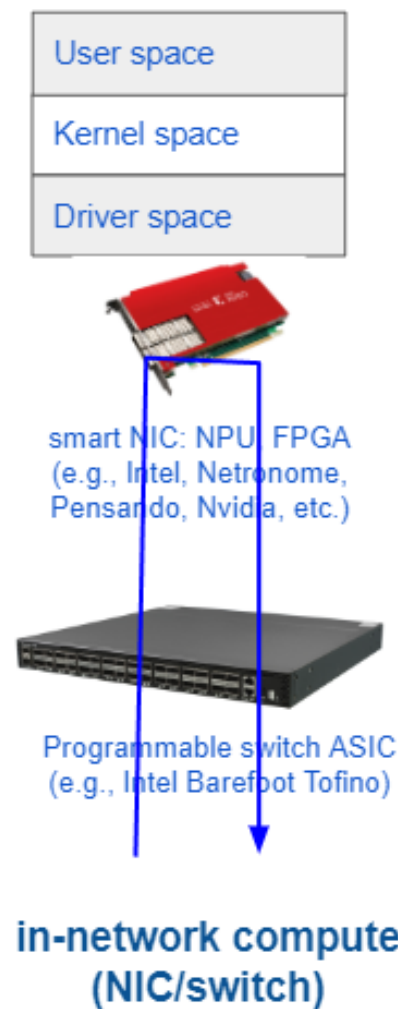 User space
Kernel space
Driver space
smart NIC: NPU, FPGA
(e.g., Intel, Netronome,
Pensando, Nvidia, etc.)
Programmable switch ASIC
(e.g., Intel Barefoot Tofino)
in-network compute
(NIC/switch)